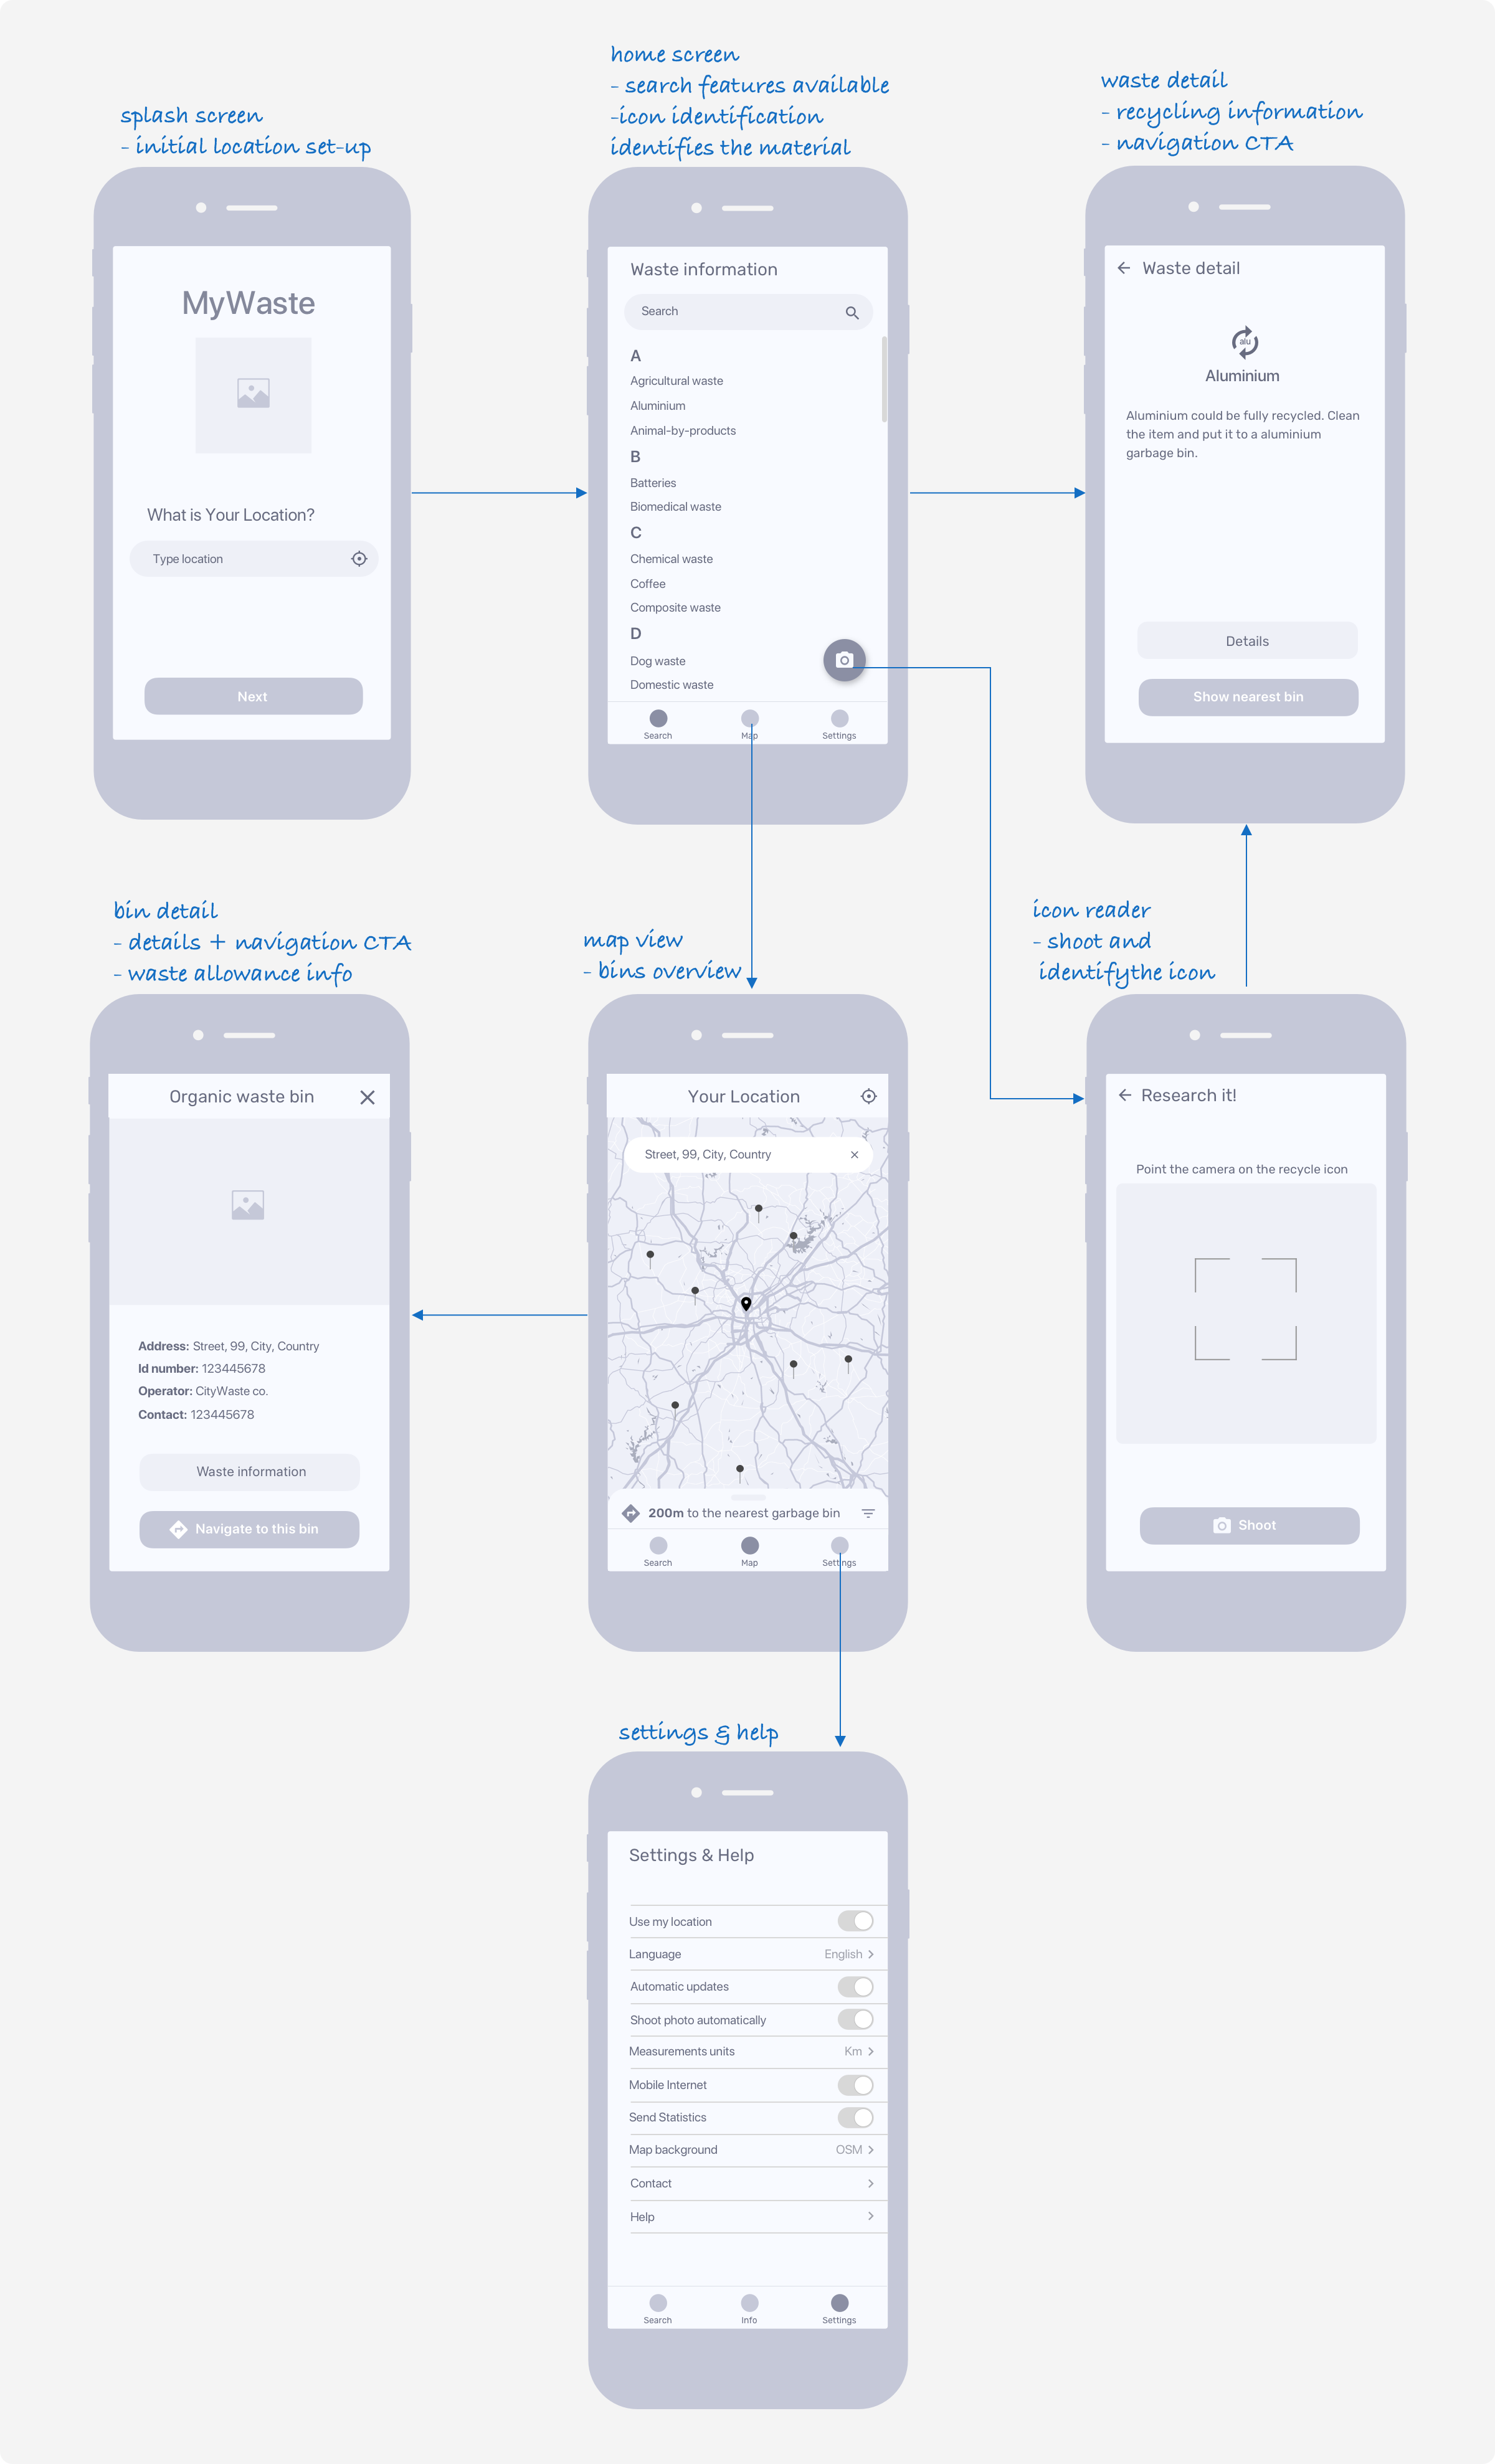 splash screen
- initial location set-up
MyWaste
What is Your Location?
Type location
Next
home screen
- search features available
-icon identification
identifies the material
Waste information
Search
A
Agricultural waste
Aluminium
Animal-by-products
B
Batteries
Biomedical waste
C
Chemical waste
Coffee
Composite waste
D
Dog waste
Domestic waste
Search Map Settings
waste detail
- recycling information
- navigation CTA
Waste detail
alu
Aluminium
Aluminium could be fully recycled. Clean
the item and put it to a aluminium
garbage bin.
Details
Show nearest bin
bin detail
- details + navigation CTA
- waste allowance info
Organic waste bin
Address: Street, 99, City, Country
Id number: 123445678
Operator: CityWaste co.
Contact: 123445678
Waste information
Navigate to this bin
map view
- bins overview
Your Location
Street, 99, City, Country
200m to the nearest garbage bin
Search Map Settings
icon reader
- shoot and
identifythe icon
Research it!
Point the camera on the recycle icon
Shoot
settings & help
Settings & Help
Use my location
Language English
Automatic updates
Shoot photo automatically
Measurements units Km
Mobile Internet
Send Statistics
Map background OSM
Contact
Help
Search Info Settings